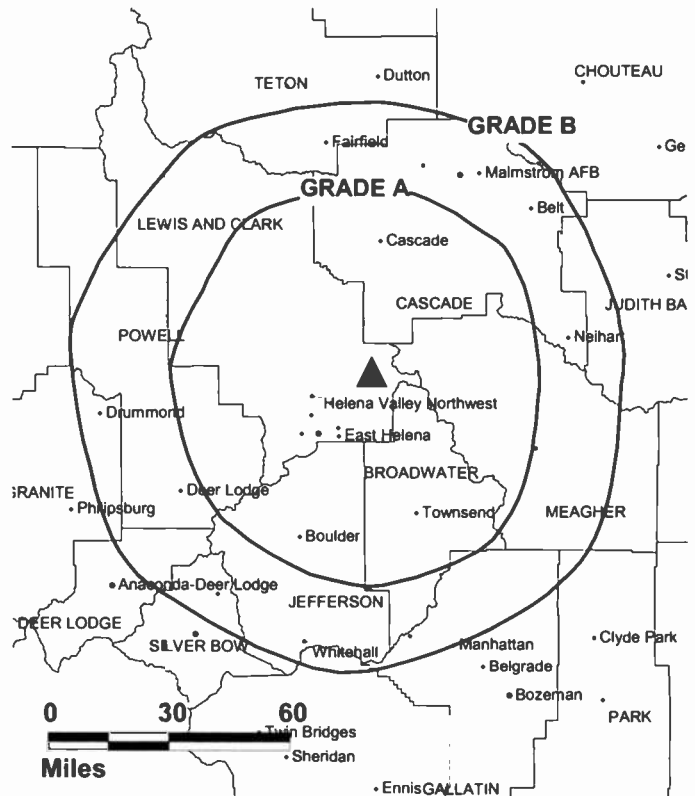 Dutton
CHOUTEAU
TETON
GRADE B
Fairfield
Ge
Malmstrom AFB
GRADE A
Belt
LEWIS AND CLARK
Cascade
St
CASCADE
JUDITH BA
POWELL
Neihar
Helena Valley Northwest
Drummond
East Helena
BROADWATER
GRANITE
Deer Lodge
Philipsburg
Townsend
MEAGHER
Boulder
Anaconda-Deer Lodge
JEFFERSON
DEER LODGE
SILVER BOW
Whitehall
Manhattan
Clyde Park
Belgrade
Bozeman
0 30 60
PARK
Twin Bridges
Miles
Sheridan
Ennis
GALLATIN